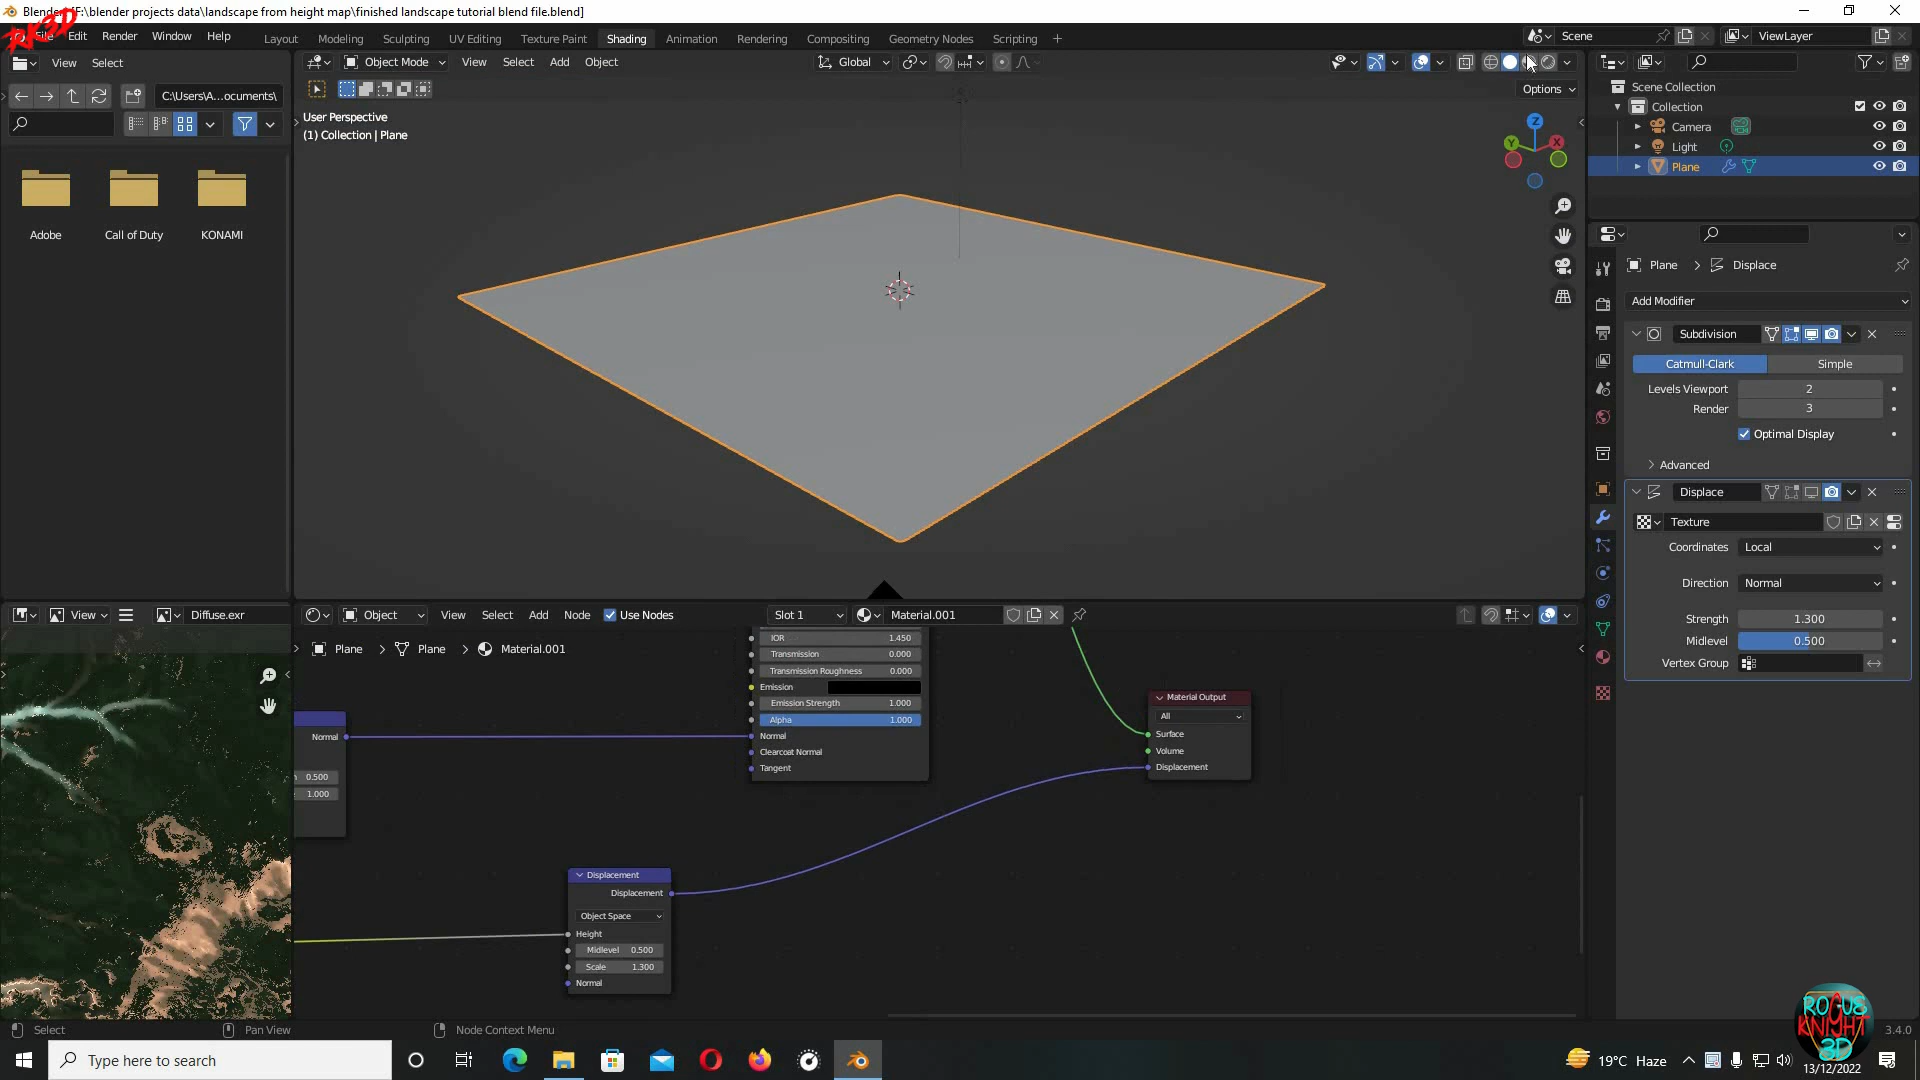 Blender [F:\blender projects data\landscape from height map\finished landscape tutorial blend file.blend]
RK3D
File Edit Render Window Help
Layout Modeling Sculpting UV Editing Texture Paint Shading Animation Rendering Compositing Geometry Nodes Scripting +
Scene
ViewLayer
View Select
Object Mode View Select Add Object
Global
C:\Users\A...ocuments\
Options
User Perspective
(1) Collection | Plane
Z
Y
X
Adobe
Call of Duty
KONAMI
Scene Collection
Collection
Camera
Light
Plane
Plane > Displace
Add Modifier
Subdivision
Catmull-Clark Simple
Levels Viewport 2
Render 3
Optimal Display
Advanced
Displace
Texture
Coordinates Local
Direction Normal
Strength 1.300
Midlevel 0.500
Vertex Group
View
Diffuse.exr
Object View Select Add Node Use Nodes
Slot 1
Material.001
Plane > Plane > Material.001
IOR 1.450
Transmission 0.000
Transmission Roughness 0.000
Emission
Emission Strength 1.000
Alpha 1.000
Normal
Clearcoat Normal
Tangent
Normal
0.500
1.000
Material Output
All
Surface
Volume
Displacement
Displacement
Displacement
Object Space
Height
Midlevel 0.500
Scale 1.300
Normal
Select
Pan View
Node Context Menu
3.4.0
ROGUS
KNIGHT
3D
Type here to search
19°C Haze
13/12/2022